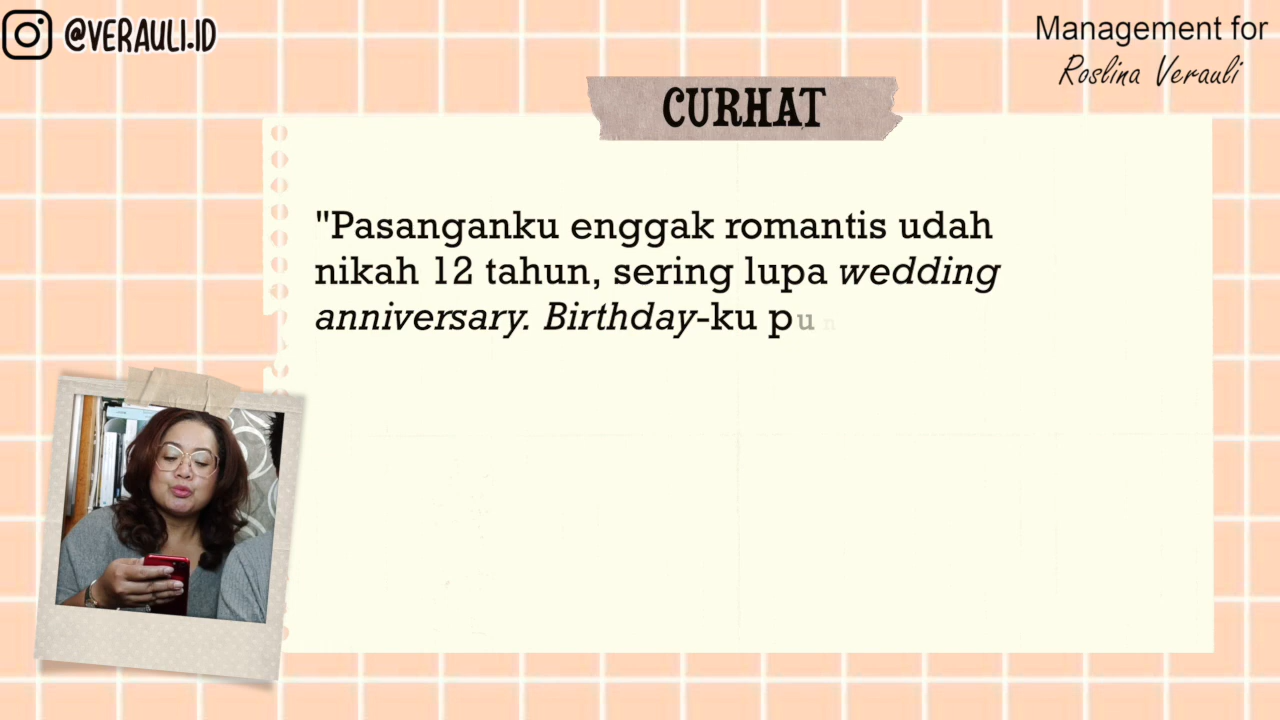 @VERAULI.ID
Management for
Roslina Verauli
CURHAT
"Pasanganku enggak romantis udah
nikah 12 tahun, sering lupa wedding
anniversary. Birthday-ku pun